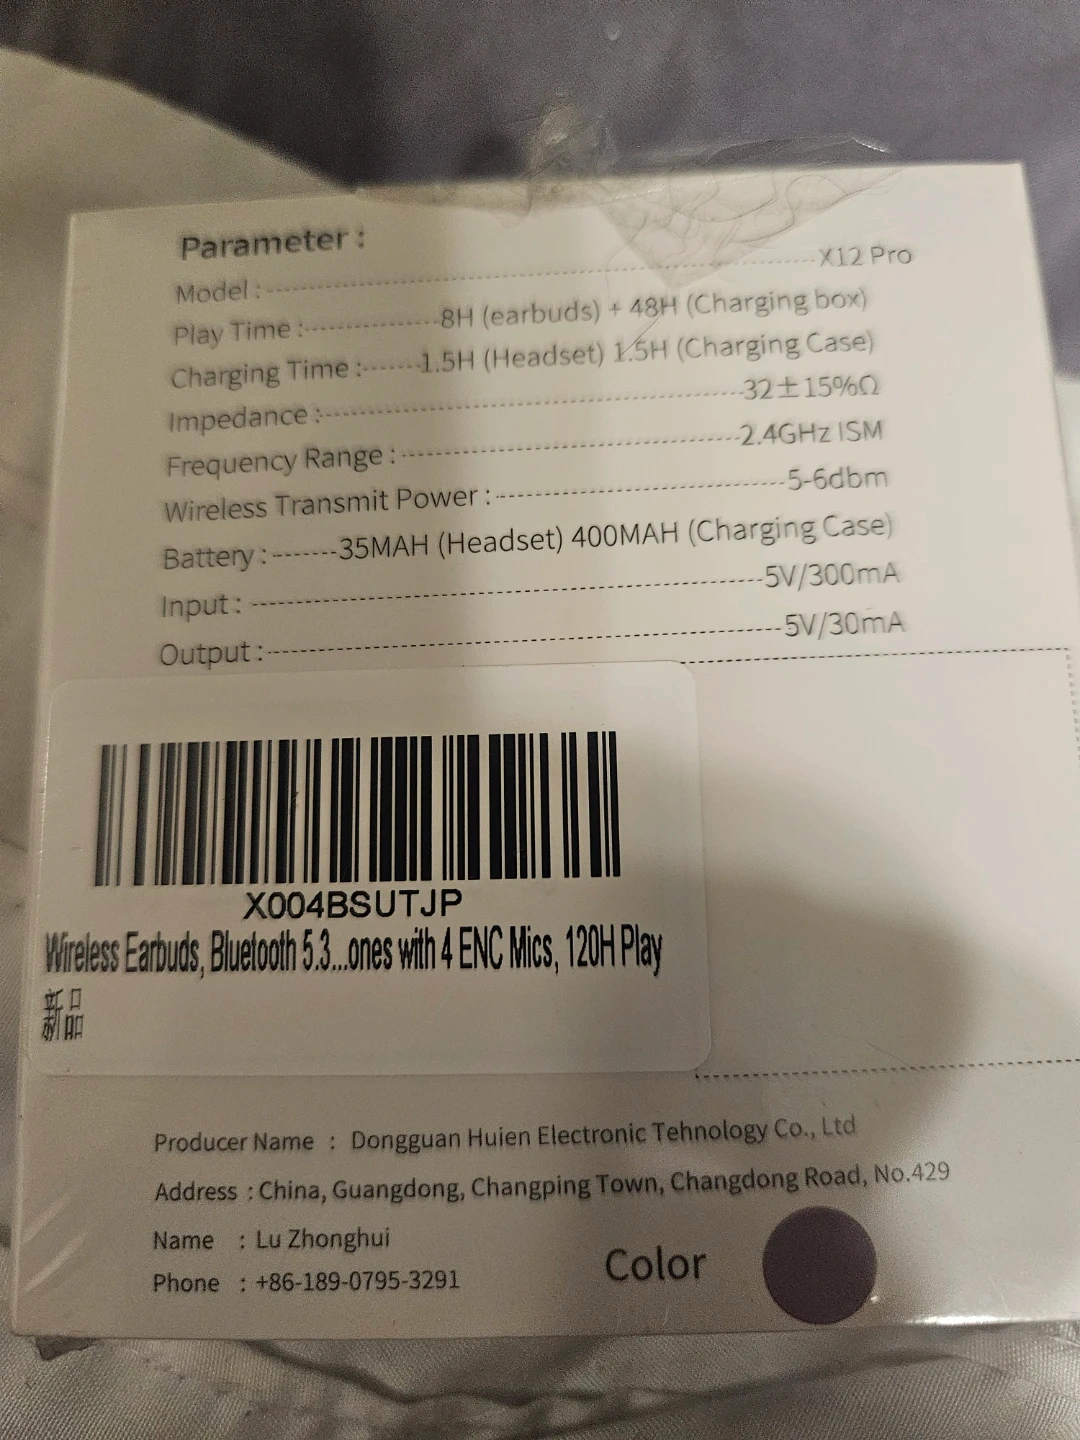 Parameter :
Model :--------------------X12 Pro
Play Time :---------------8H (earbuds) + 48H (Charging box)
Charging Time :-------1.5H (Headset) 1.5H (Charging Case)
Impedance :--------------------32±15%Ω
Frequency Range :--------------------2.4GHz ISM
Wireless Transmit Power :--------------------5-6dbm
Battery :-------35MAH (Headset) 400MAH (Charging Case)
Input : --------------------5V/300mA
Output :--------------------5V/30mA
X004BSUTJP
Wireless Earbuds, Bluetooth 5.3...ones with 4 ENC Mics, 120H Play
新品
Producer Name : Dongguan Huien Electronic Tehnology Co., Ltd
Address : China, Guangdong, Changping Town, Changdong Road, No.429
Name : Lu Zhonghui
Phone : +86-189-0795-3291
Color